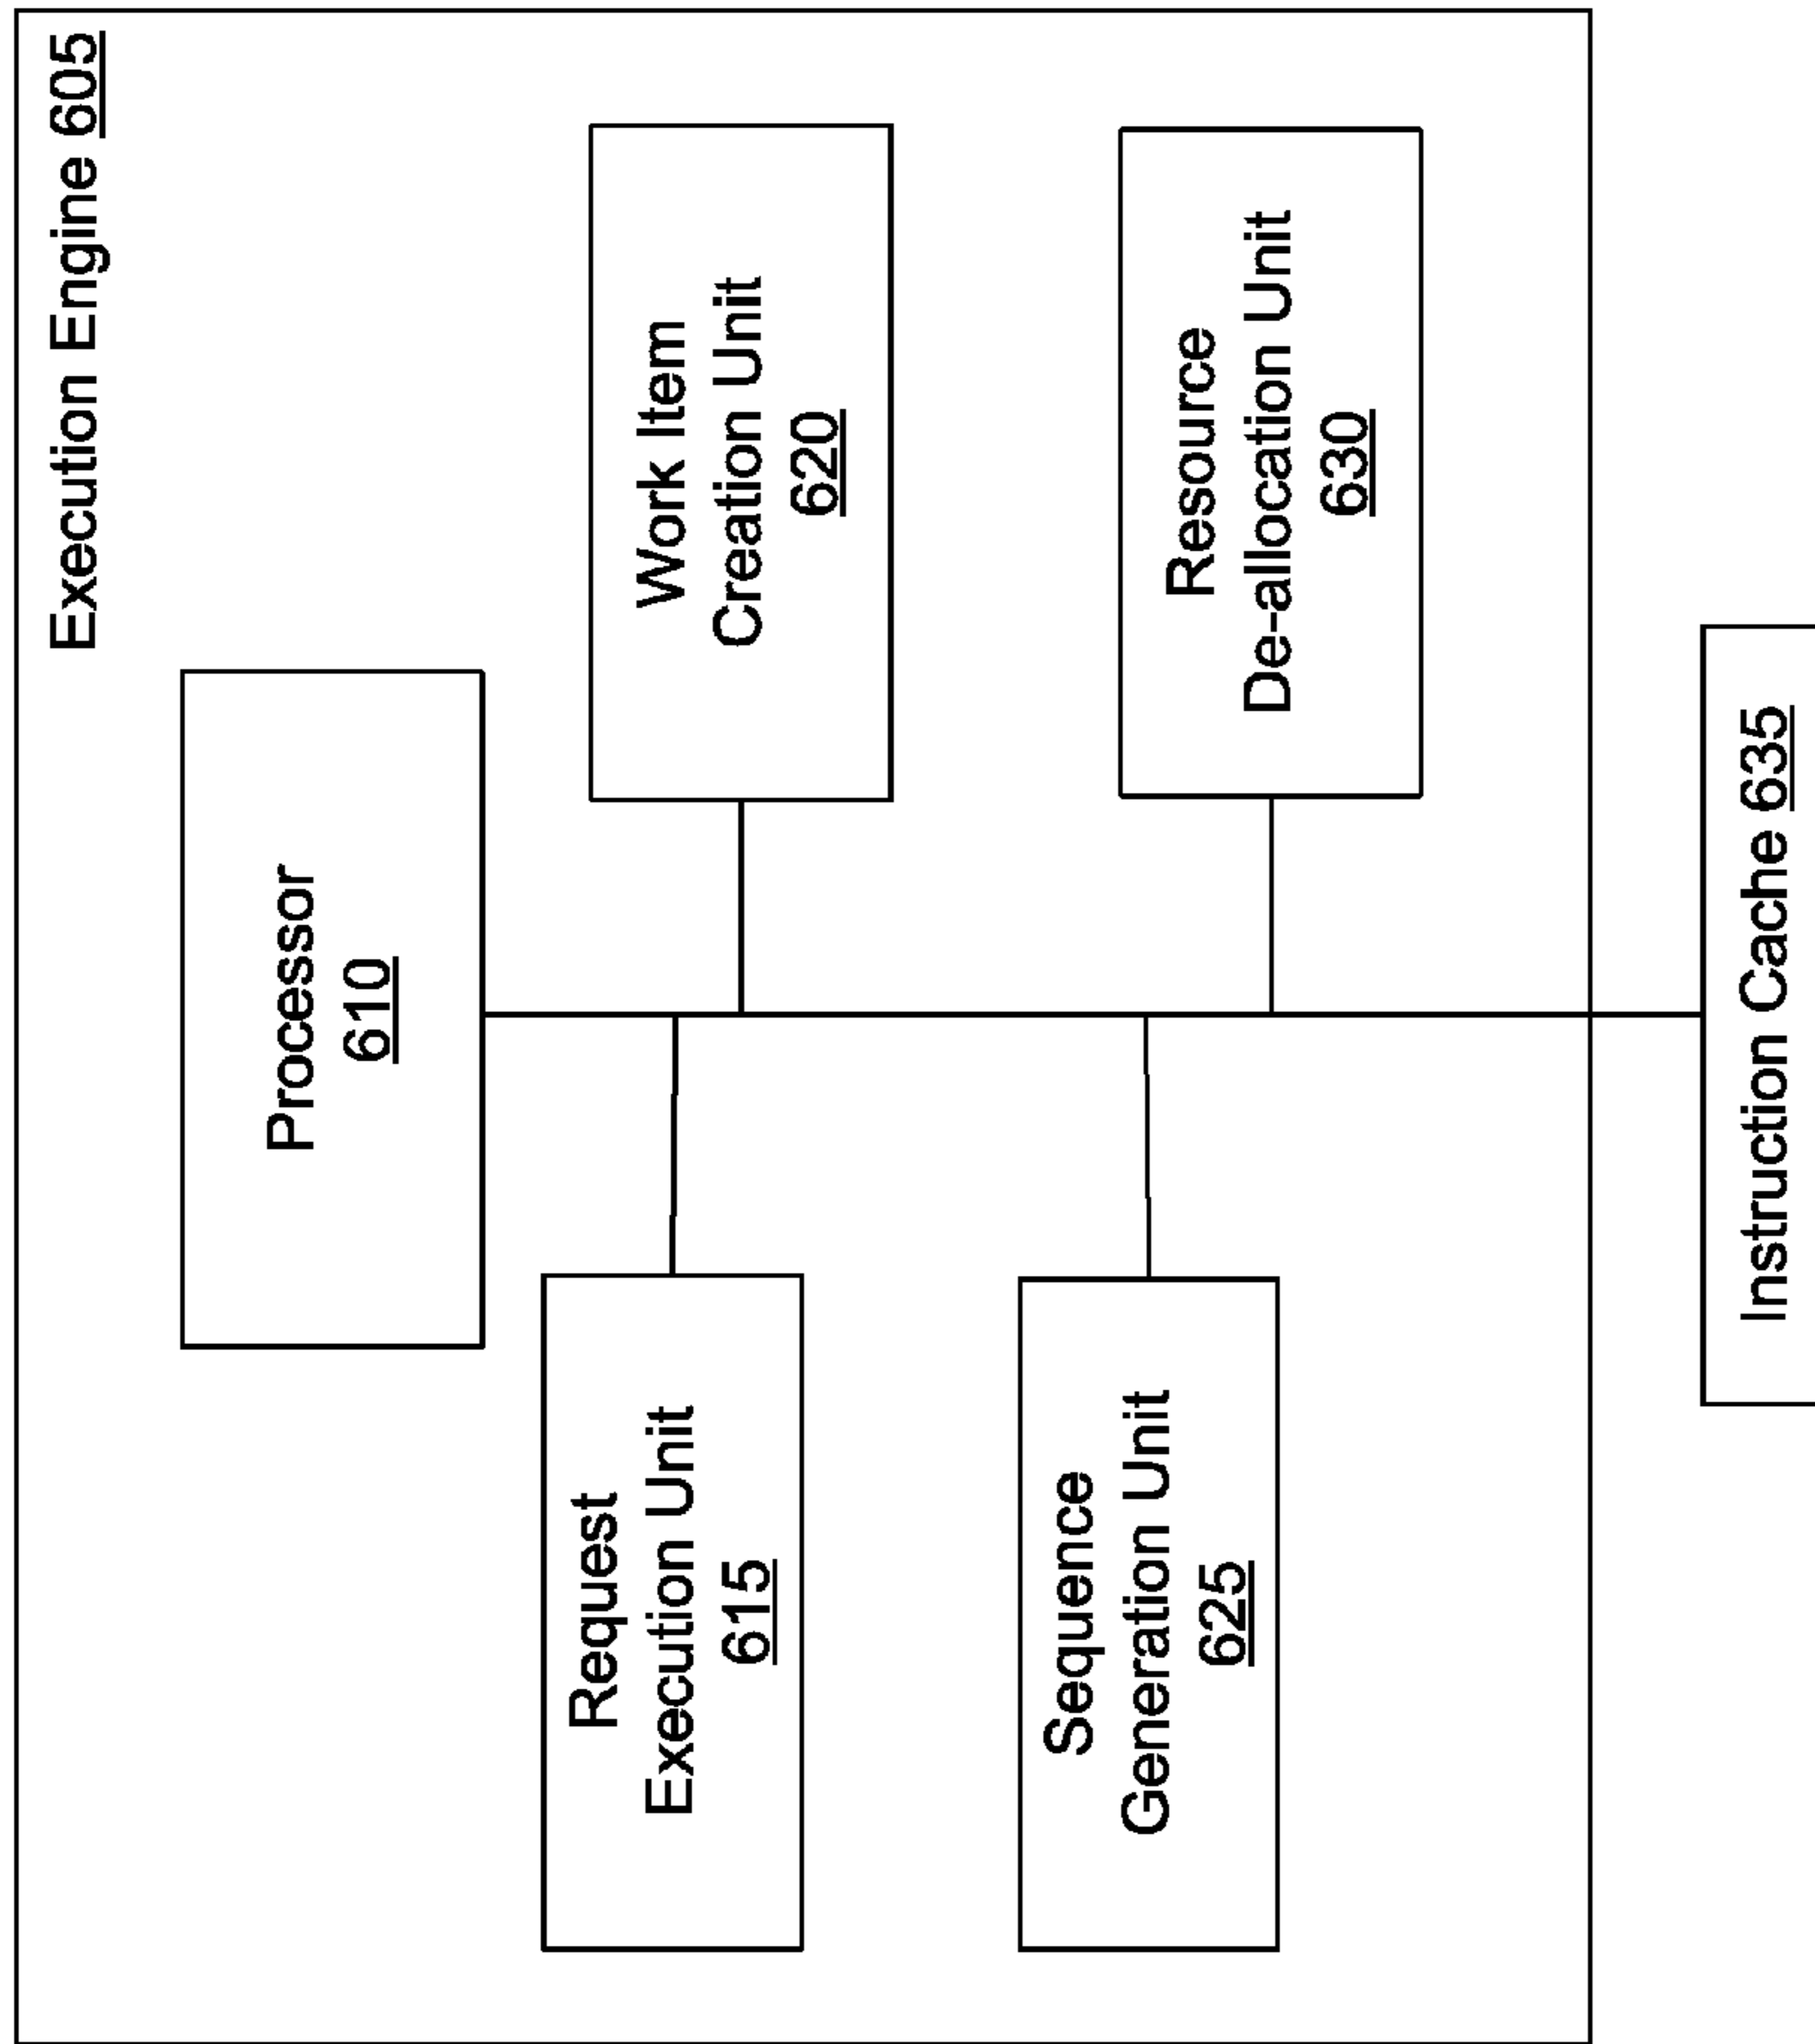 Execution Engine 605
Processor
610
Request
Execution Unit
615
Work Item
Creation Unit
620
Sequence
Generation Unit
625
Resource
De-allocation Unit
630
Instruction Cache 635